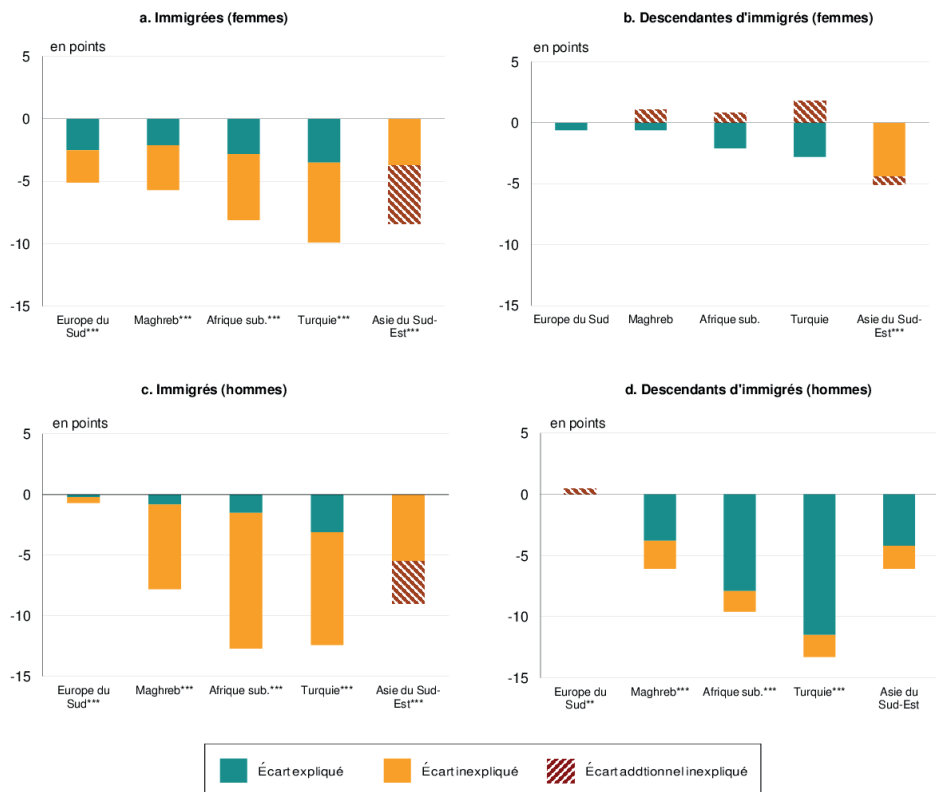 a. Immigrées (femmes)
en points
5
0
-5
-10
-15
Europe du Sud***
Maghreb***
Afrique sub.***
Turquie***
Asie du Sud-Est***
b. Descendantes d'immigrés (femmes)
en points
5
0
-5
-10
-15
Europe du Sud
Maghreb
Afrique sub.
Turquie
Asie du Sud-Est***
c. Immigrés (hommes)
en points
5
0
-5
-10
-15
Europe du Sud***
Maghreb***
Afrique sub.***
Turquie***
Asie du Sud-Est***
d. Descendants d'immigrés (hommes)
en points
5
0
-5
-10
-15
Europe du Sud**
Maghreb***
Afrique sub.***
Turquie***
Asie du Sud-Est
Écart expliqué
Écart inexpliqué
Écart addtionnel inexpliqué